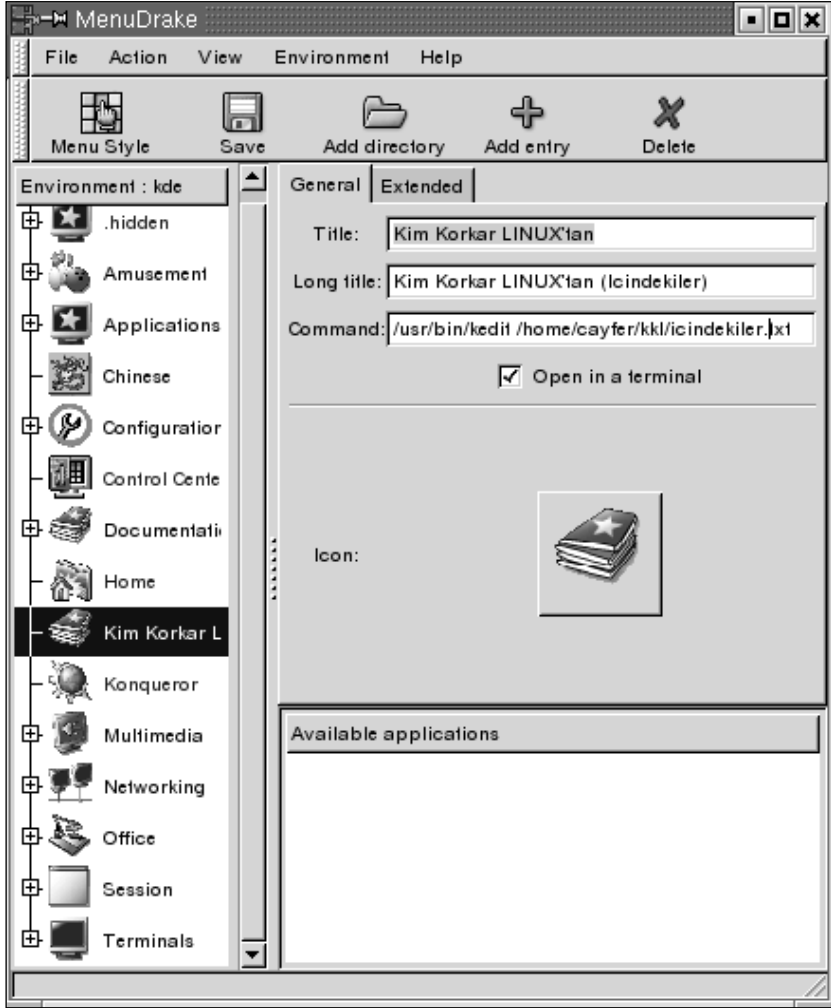 MenuDrake
File Action View Environment Help
Menu Style Save Add directory Add entry Delete
Environment : kde
.hidden
Amusement
Applications
Chinese
Configuration
Control Cente
Documentati
Home
Kim Korkar L
Konqueror
Multimedia
Networking
Office
Session
Terminals
General Extended
Title: Kim Korkar LINUX'tan
Long title: Kim Korkar LINUX'tan (Icindekiler)
Command: /usr/bin/kedit /home/cayfer/kkl/icindekiler.txt
Open in a terminal
Icon:
Available applications